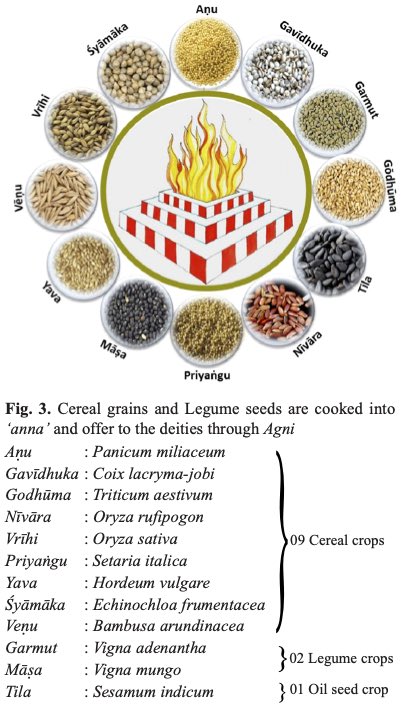 Aṇu
Gavīdhuka
Garmut
Gōdhūma
Tila
Nīvāra
Priyaṅgu
Māṣa
Yava
Vēṇu
Vrīhi
Śyāmāka
Fig. 3. Cereal grains and Legume seeds are cooked into
‘anna’ and offer to the deities through Agni
Aṇu : Panicum miliaceum
Gavīdhuka : Coix lacryma-jobi
Godhūma : Triticum aestivum
Nīvāra : Oryza rufipogon
Vrīhi : Oryza sativa
Priyaṅgu : Setaria italica
Yava : Hordeum vulgare
Śyāmāka : Echinochloa frumentacea
Veṇu : Bambusa arundinacea
09 Cereal crops
Garmut : Vigna adenantha
Māṣa : Vigna mungo
02 Legume crops
Tila : Sesamum indicum
01 Oil seed crop